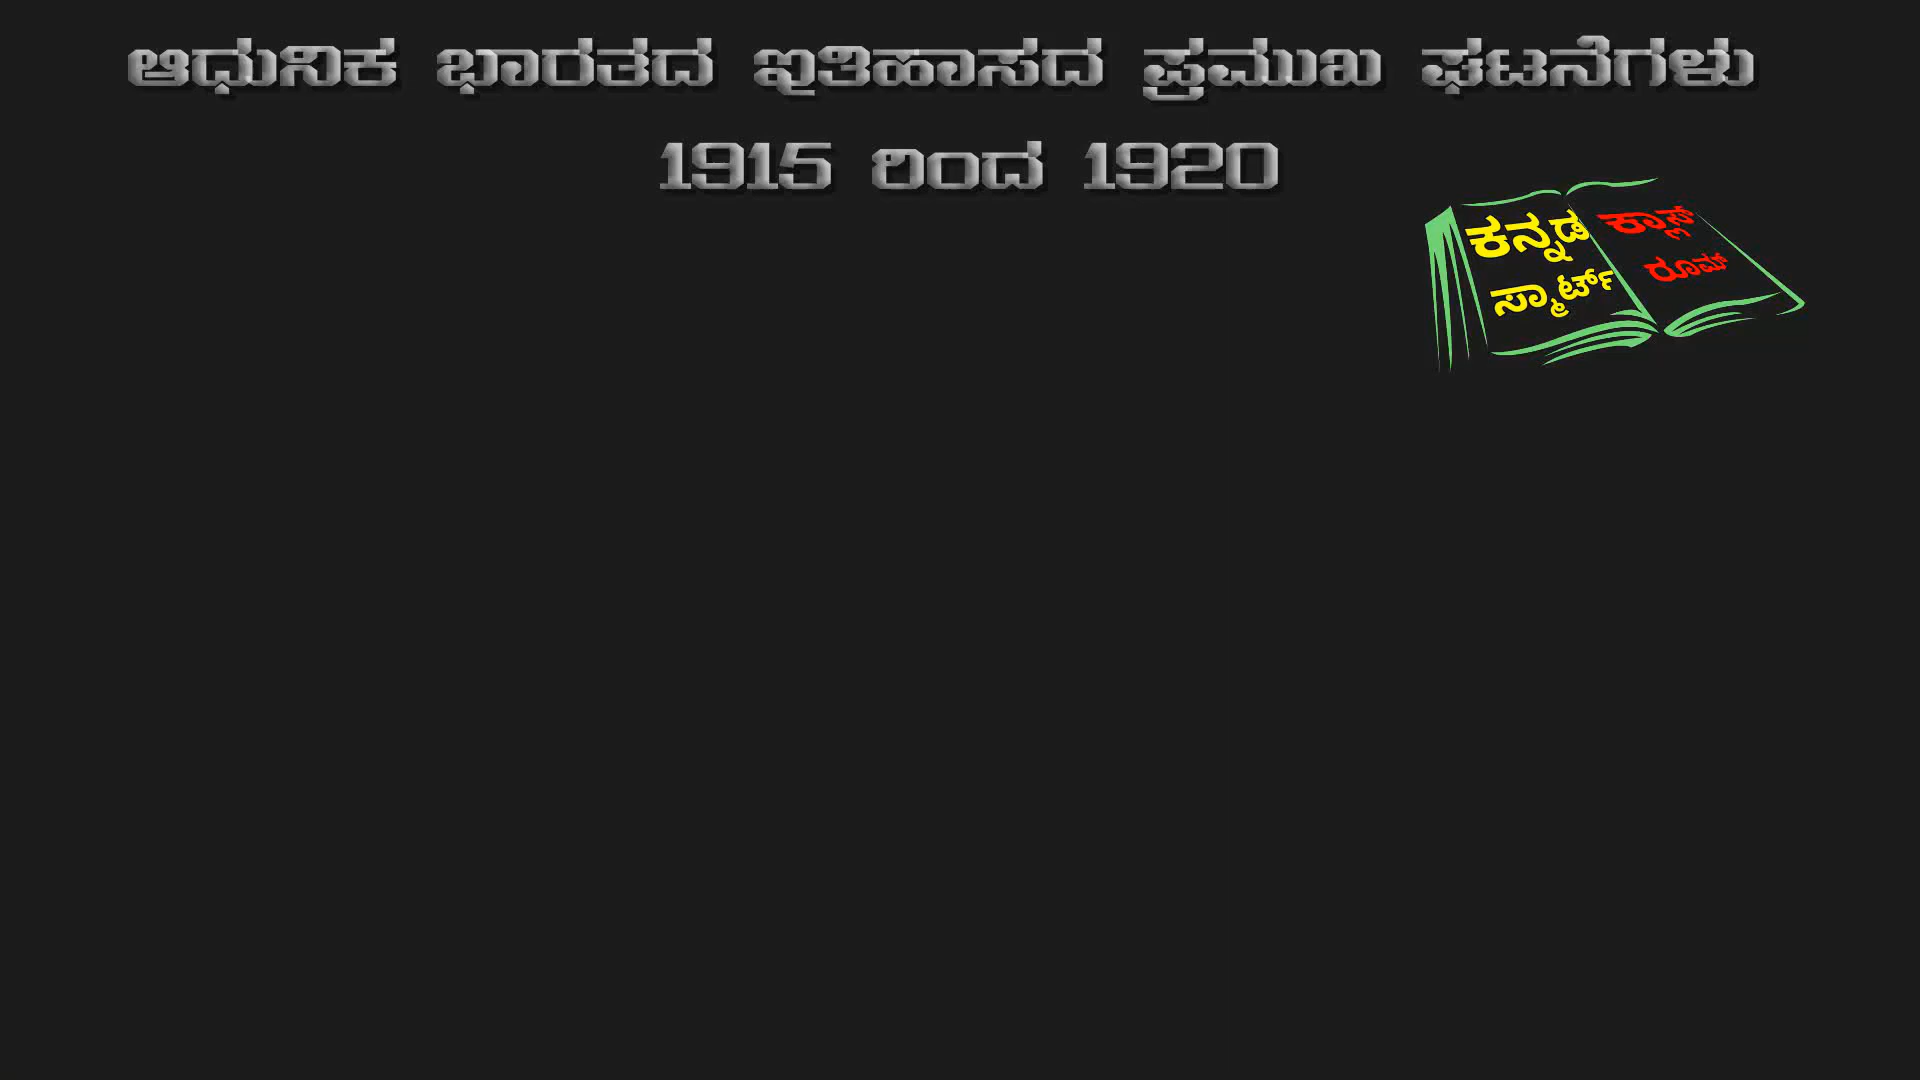 ಆಧುನಿಕ ಭಾರತದ ಇತಿಹಾಸದ ಪ್ರಮುಖ ಘಟನೆಗಳು
1915 ರಿಂದ 1920
ಕನ್ನಡ
ಸ್ಮಾರ್ಟ್
ಕ್ಲಾಸ್
ರೂಮ್